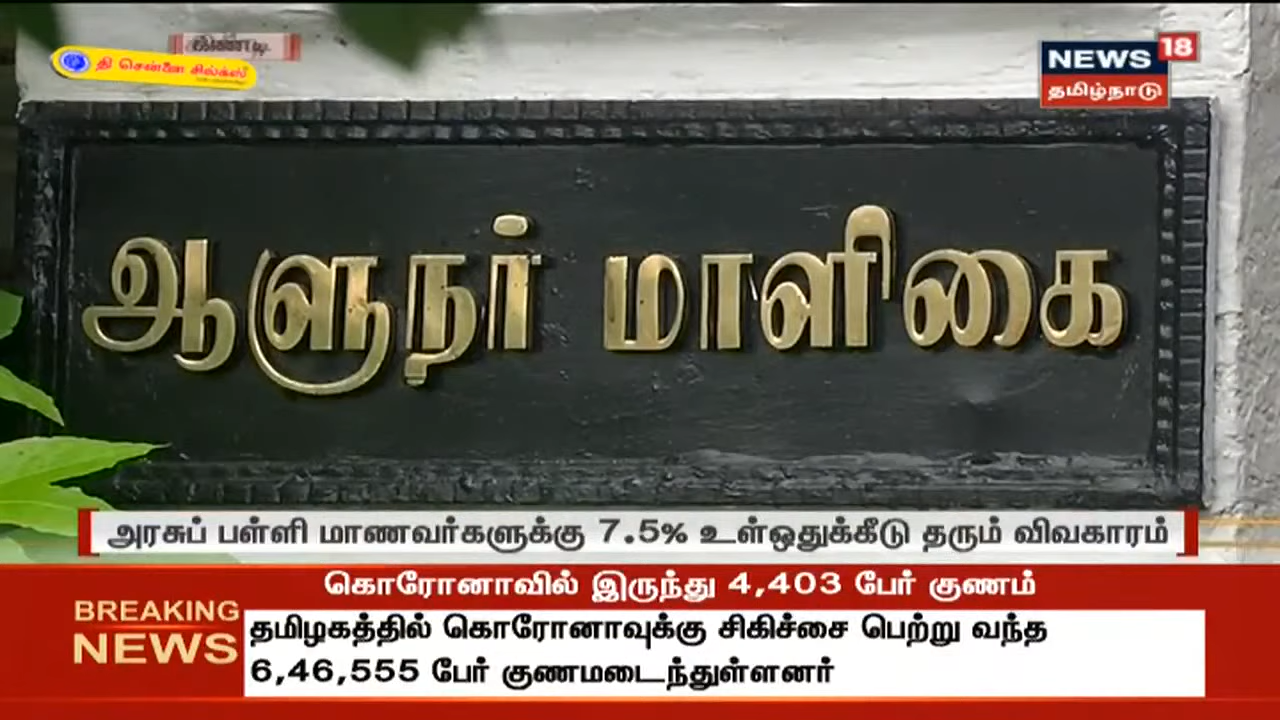 தி சென்னை சில்க்ஸ்
NEWS 18
தமிழ்நாடு
ஆளுநர் மாளிகை
அரசுப் பள்ளி மாணவர்களுக்கு 7.5% உள்ஒதுக்கீடு தரும் விவகாரம்
கொரோனாவில் இருந்து 4,403 பேர் குணம்
BREAKING
NEWS
தமிழகத்தில் கொரோனாவுக்கு சிகிச்சை பெற்று வந்த
6,46,555 பேர் குணமடைந்துள்ளனர்